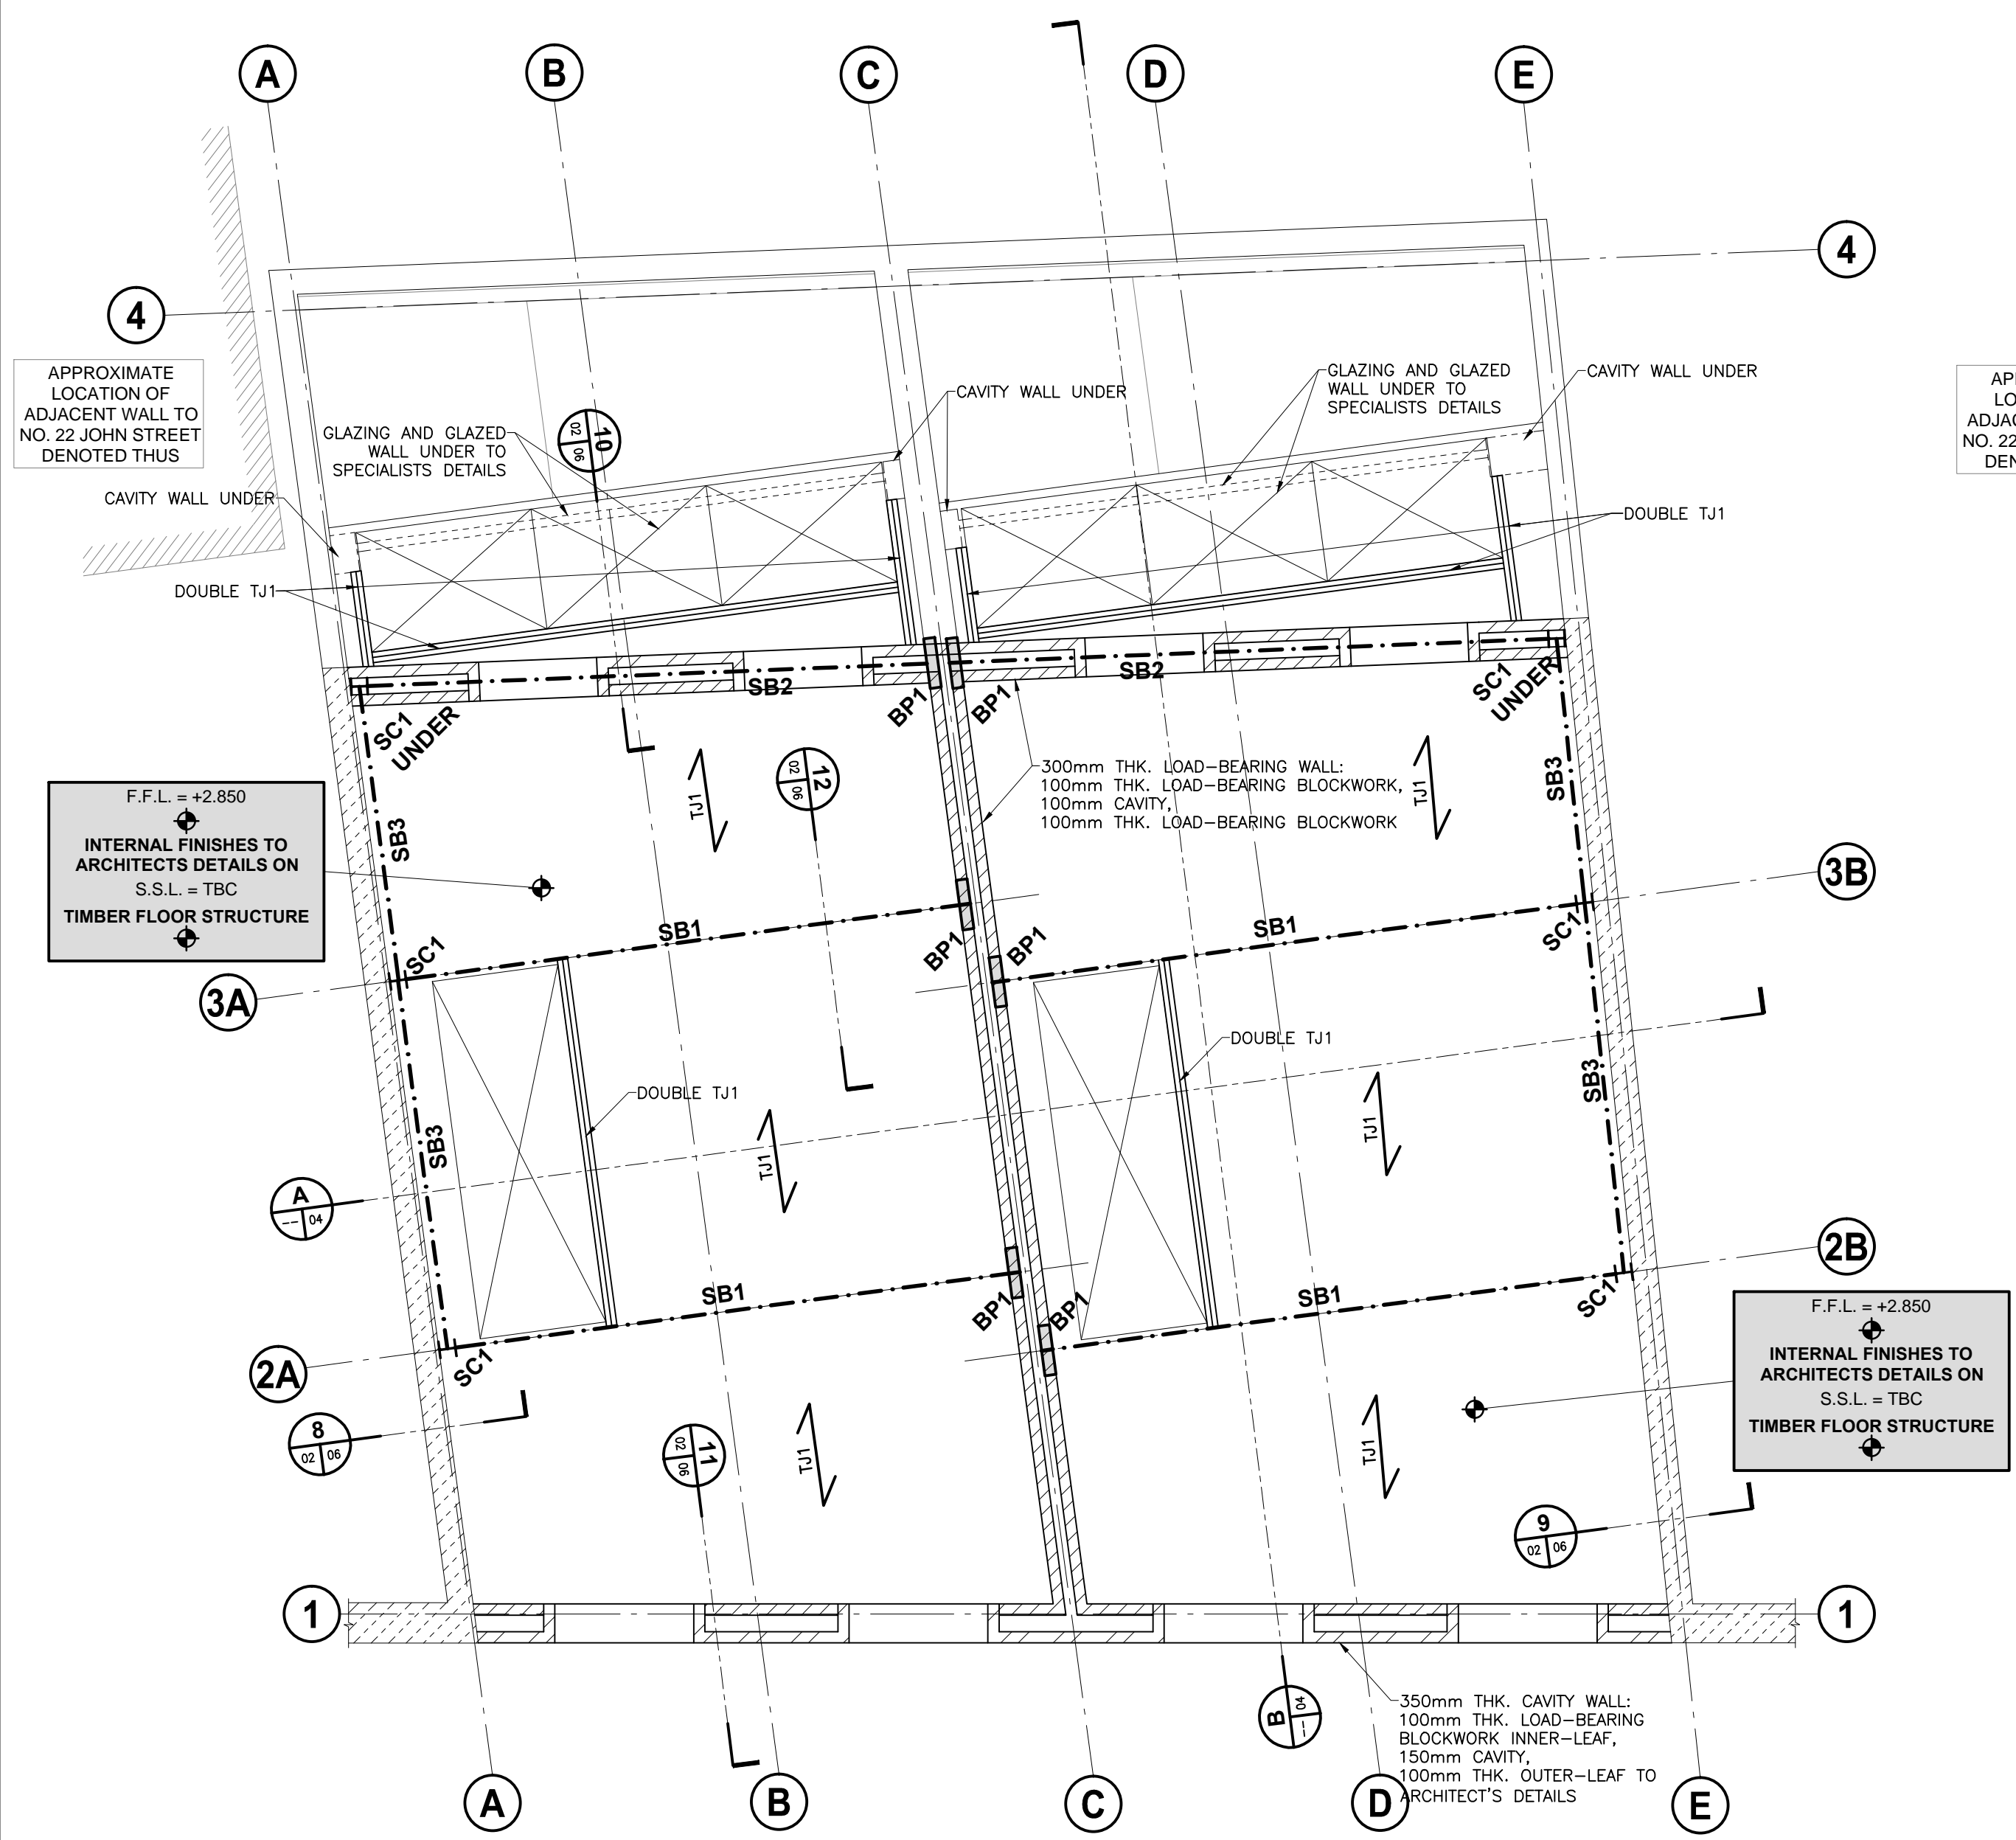 A
B
C
D
E
4
4
APPROXIMATE
LOCATION OF
ADJACENT WALL TO
NO. 22 JOHN STREET
DENOTED THUS
AP
LO
ADJAC
NO. 22
DEN
CAVITY WALL UNDER
GLAZING AND GLAZED
WALL UNDER TO
SPECIALISTS DETAILS
10
02
06
CAVITY WALL UNDER
GLAZING AND GLAZED
WALL UNDER TO
SPECIALISTS DETAILS
CAVITY WALL UNDER
DOUBLE TJ1
DOUBLE TJ1
SB2
SB2
SC1
UNDER
BP1
BP1
SC1
UNDER
F.F.L. = +2.850
INTERNAL FINISHES TO
ARCHITECTS DETAILS ON
S.S.L. = TBC
TIMBER FLOOR STRUCTURE
SB3
TJ1
12
02
06
300mm THK. LOAD-BEARING WALL:
100mm THK. LOAD-BEARING BLOCKWORK,
100mm CAVITY,
100mm THK. LOAD-BEARING BLOCKWORK
TJ1
SB3
3B
SC1
SB1
BP1
BP1
SB1
SC1
3A
DOUBLE TJ1
DOUBLE TJ1
SB3
TJ1
TJ1
SB3
A
--
04
2B
SB1
BP1
BP1
SB1
SC1
2A
SC1
F.F.L. = +2.850
INTERNAL FINISHES TO
ARCHITECTS DETAILS ON
S.S.L. = TBC
TIMBER FLOOR STRUCTURE
8
02
06
11
02
06
TJ1
TJ1
9
02
06
1
1
B
--
04
350mm THK. CAVITY WALL:
100mm THK. LOAD-BEARING
BLOCKWORK INNER-LEAF,
150mm CAVITY,
100mm THK. OUTER-LEAF TO
ARCHITECT'S DETAILS
A
B
C
D
E